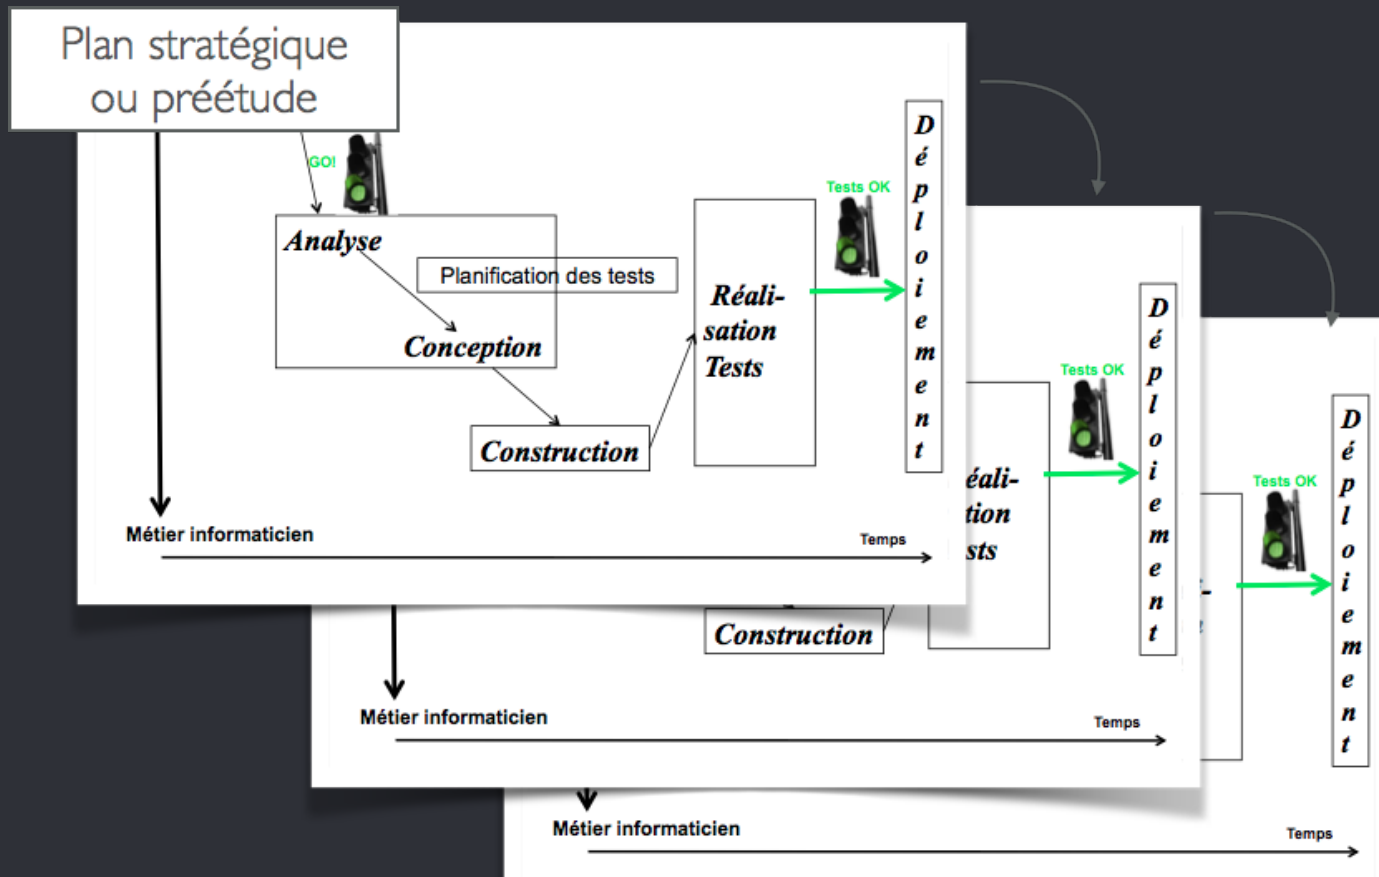 Plan stratégique
ou préétude
GO!
Analyse
Planification des tests
Conception
Construction
Réali-
sation
Tests
Tests OK
Déploiement
Métier informaticien
Temps
éali-
tion
sts
Construction
Tests OK
Déploiement
Métier informaticien
Temps
Tests OK
Déploiement
Métier informaticien
Temps